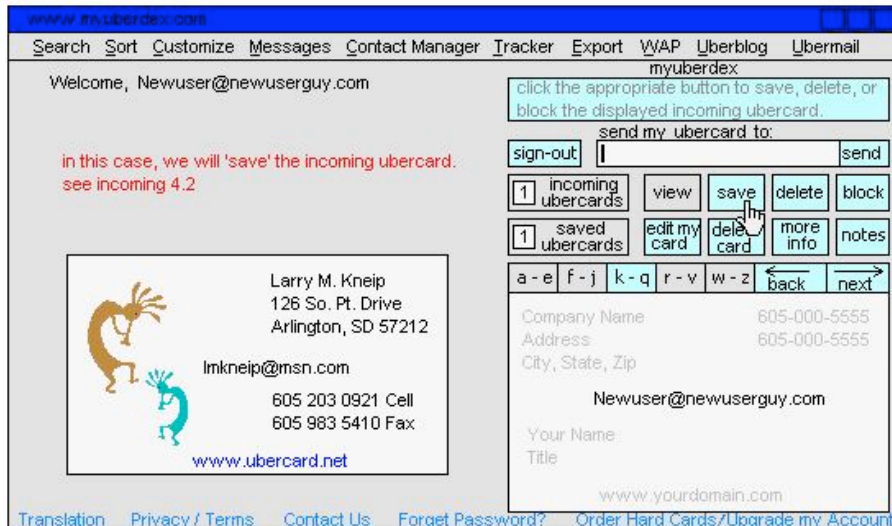 www.myuberdex.com
Search Sort Customize Messages Contact Manager Tracker Export WAP Uberblog Ubermail
Welcome, Newuser@newuserguy.com
in this case, we will 'save' the incoming ubercard.
see incoming 4.2
Larry M. Kneip
126 So. Pt. Drive
Arlington, SD 57212
lmkneip@msn.com
605 203 0921 Cell
605 983 5410 Fax
www.ubercard.net
myuberdex
click the appropriate button to save, delete, or
block the displayed incoming ubercard.
send my ubercard to:
sign-out send
1 incoming ubercards view save delete block
1 saved ubercards edit my card delete card more info notes
a - e f - j k - q r - v w - z back next
Company Name 605-000-5555
Address 605-000-5555
City, State, Zip
Newuser@newuserguy.com
Your Name
Title
www.yourdomain.com
Translation Privacy / Terms Contact Us Forget Password? Order Hard Cards/Upgrade my Accoun